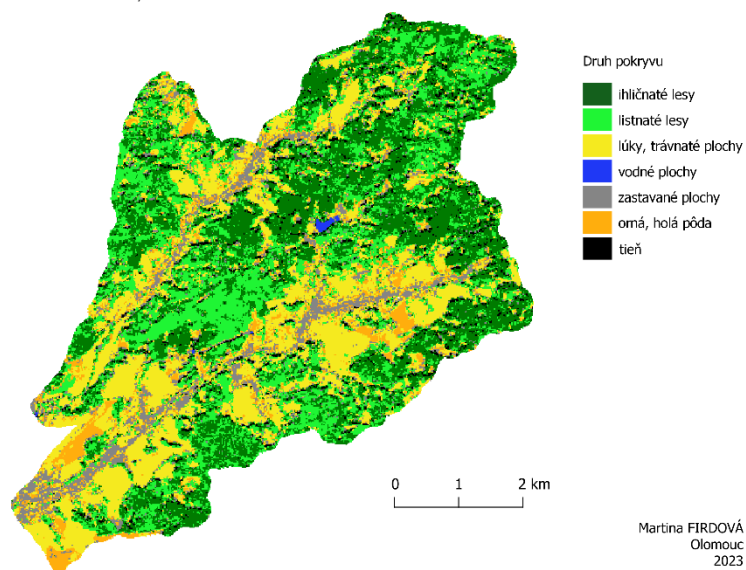 Druh pokryvu
ihličnaté lesy
listnaté lesy
lúky, trávnaté plochy
vodné plochy
zastavané plochy
orná, holá pôda
tieň
0 1 2 km
Martina FIRDOVÁ
Olomouc
2023